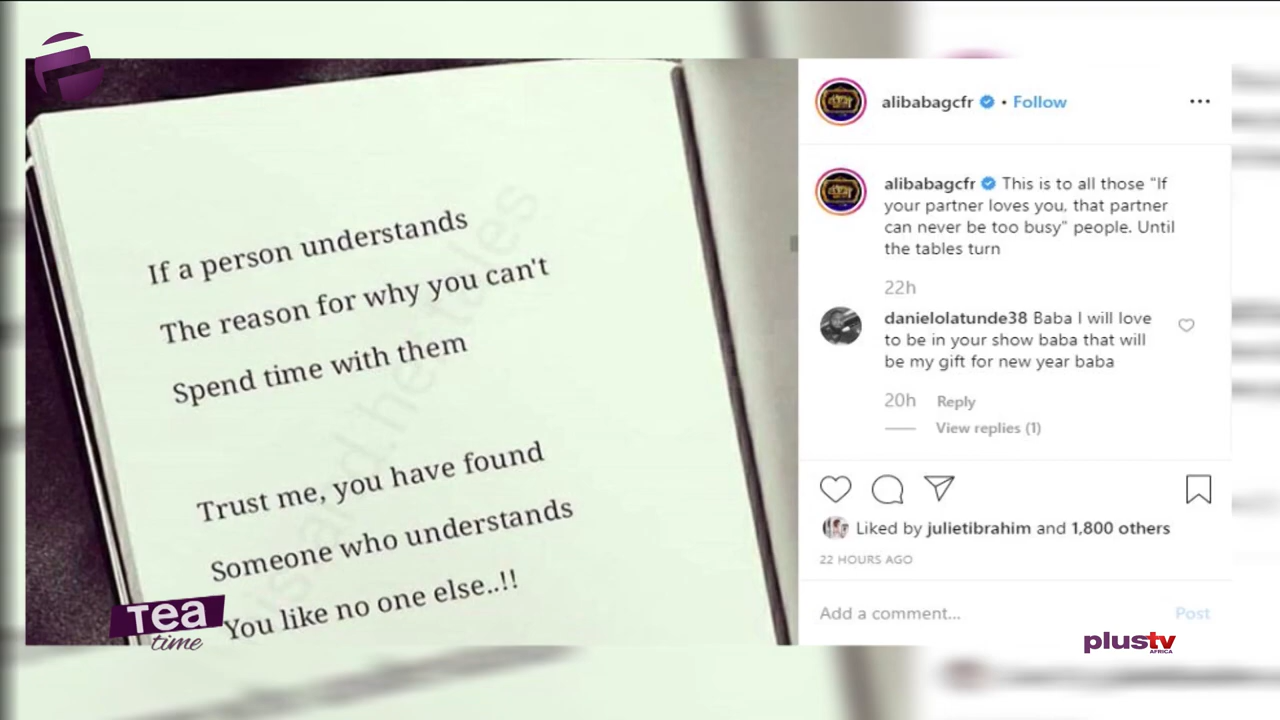 If a person understands
The reason for why you can't
Spend time with them
Trust me, you have found
Someone who understands
You like no one else..!!
Tea
time
alibabagcfr • Follow
alibabagcfr This is to all those "If
your partner loves you, that partner
can never be too busy" people. Until
the tables turn
22h
danielolatunde38 Baba I will love
to be in your show baba that will
be my gift for new year baba
20h Reply
View replies (1)
Liked by julietibrahim and 1,800 others
22 HOURS AGO
Add a comment... Post
plustv
AFRICA